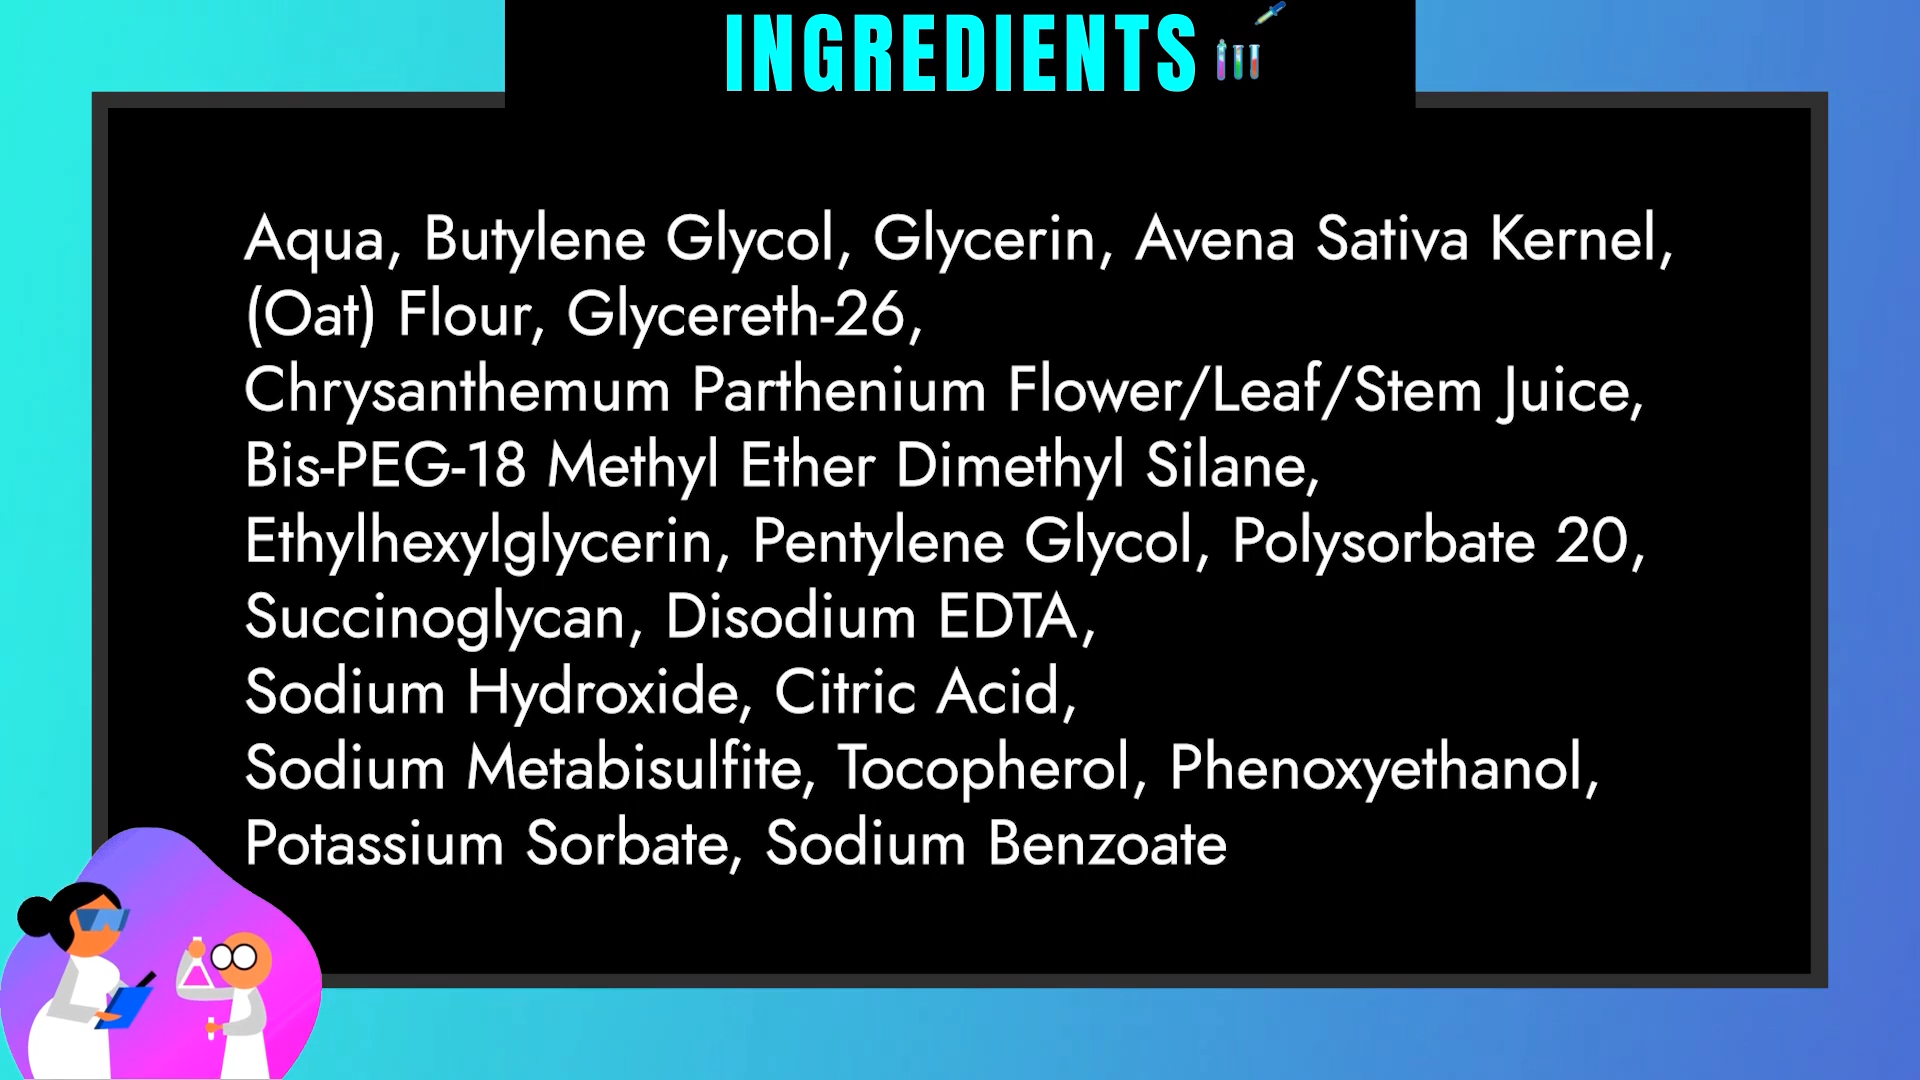 INGREDIENTS
Aqua, Butylene Glycol, Glycerin, Avena Sativa Kernel,
(Oat) Flour, Glycereth-26,
Chrysanthemum Parthenium Flower/Leaf/Stem Juice,
Bis-PEG-18 Methyl Ether Dimethyl Silane,
Ethylhexylglycerin, Pentylene Glycol, Polysorbate 20,
Succinoglycan, Disodium EDTA,
Sodium Hydroxide, Citric Acid,
Sodium Metabisulfite, Tocopherol, Phenoxyethanol,
Potassium Sorbate, Sodium Benzoate